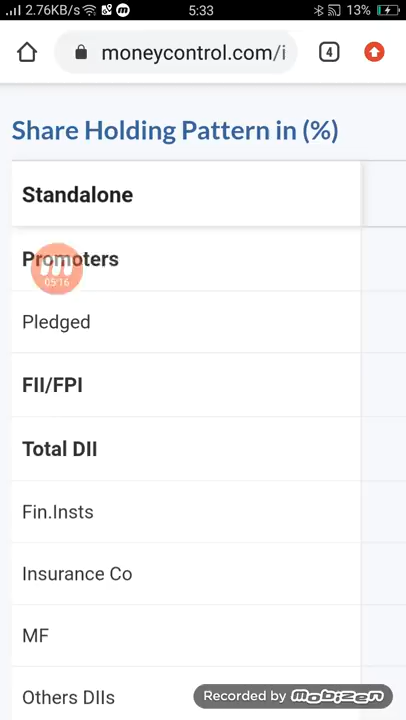 2.76KB/s 5:33 13%
moneycontrol.com/i 4
Share Holding Pattern in (%)
Standalone
Promoters
05:16
Pledged
FII/FPI
Total DII
Fin.Insts
Insurance Co
MF
Others DIIs
Recorded by mobizen